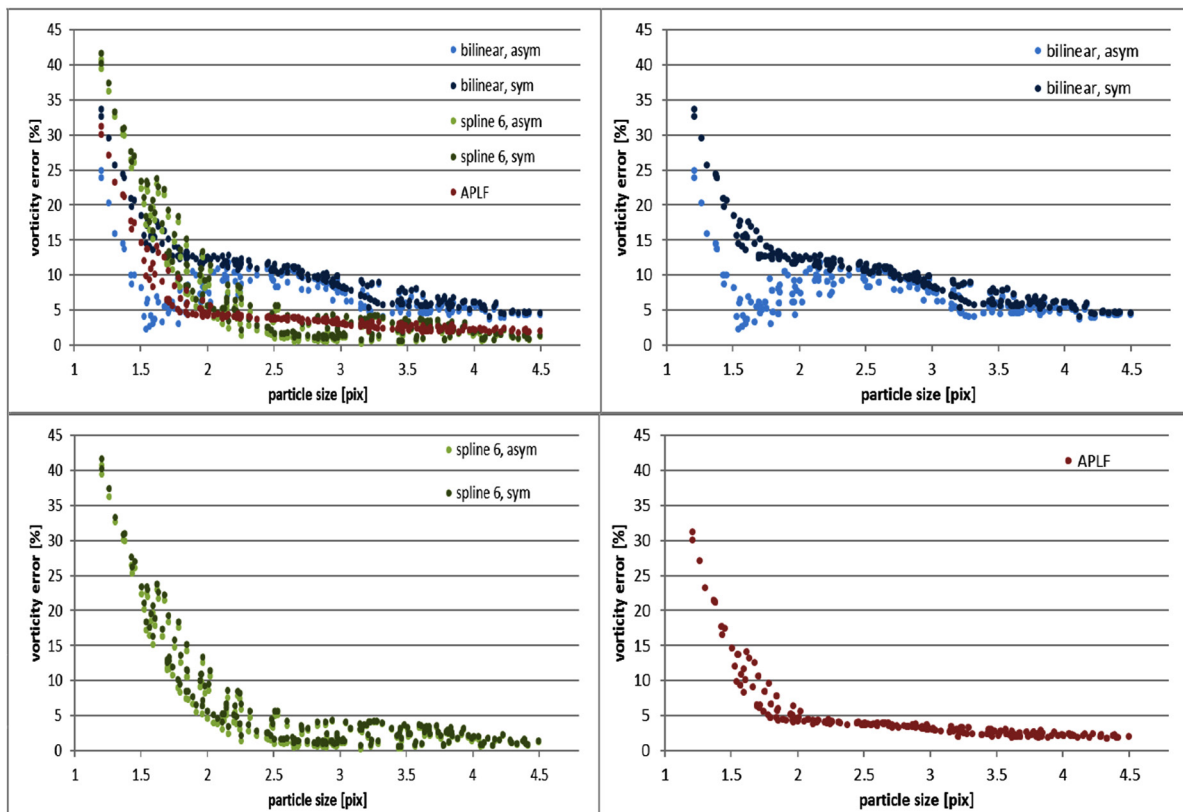 45
40
35
30
25
20
15
10
5
0
vorticity error [%]
1 1.5 2 2.5 3 3.5 4 4.5
particle size [pix]
bilinear, asym
bilinear, sym
spline 6, asym
spline 6, sym
APLF
45
40
35
30
25
20
15
10
5
0
vorticity error [%]
1 1.5 2 2.5 3 3.5 4 4.5
particle size [pix]
bilinear, asym
bilinear, sym
45
40
35
30
25
20
15
10
5
0
vorticity error [%]
1 1.5 2 2.5 3 3.5 4 4.5
particle size [pix]
spline 6, asym
spline 6, sym
45
40
35
30
25
20
15
10
5
0
vorticity error [%]
1 1.5 2 2.5 3 3.5 4 4.5
particle size [pix]
APLF